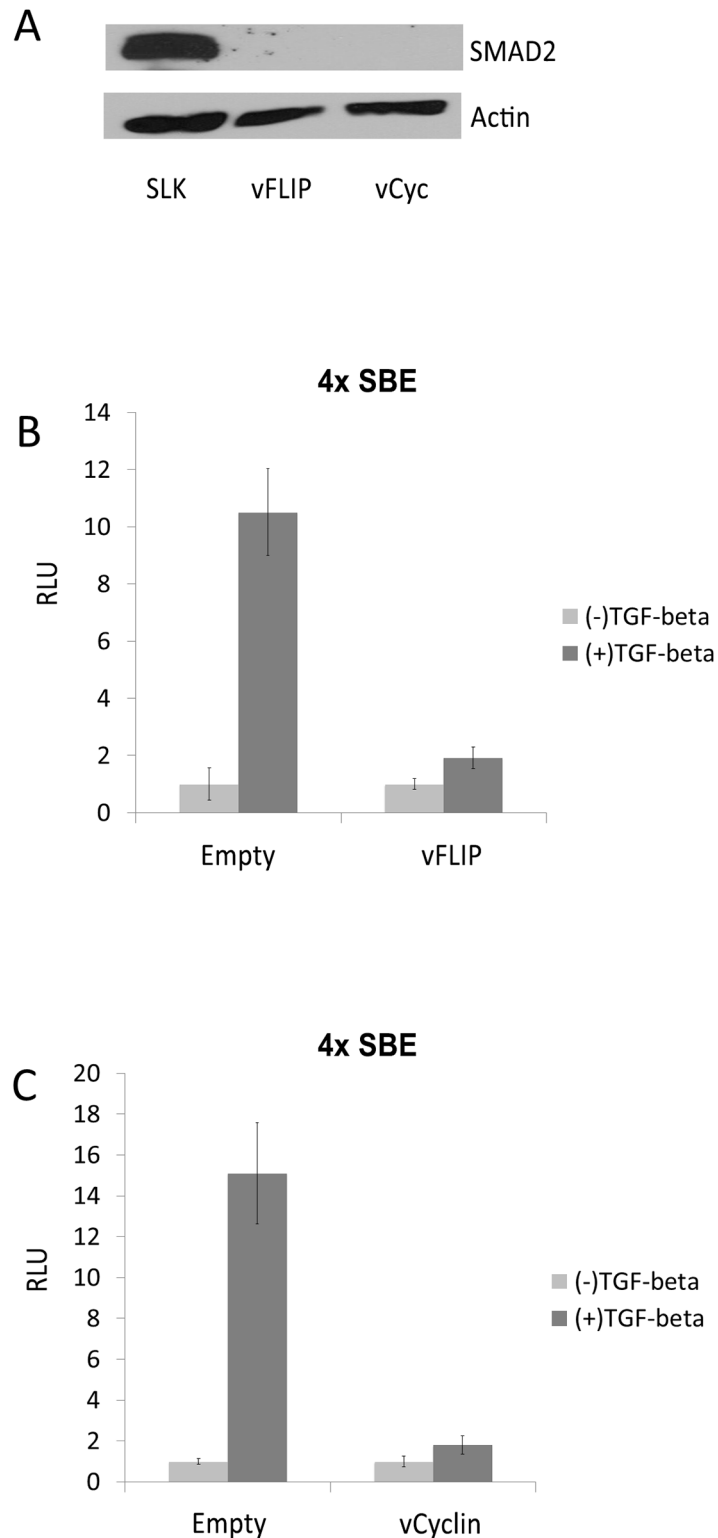 A
SMAD2
Actin
SLK vFLIP vCyc
4x SBE
B
14
12
10
8
6
4
2
0
RLU
(-)TGF-beta
(+)TGF-beta
Empty vFLIP
4x SBE
C
20
18
16
14
12
10
8
6
4
2
0
RLU
(-)TGF-beta
(+)TGF-beta
Empty vCyclin